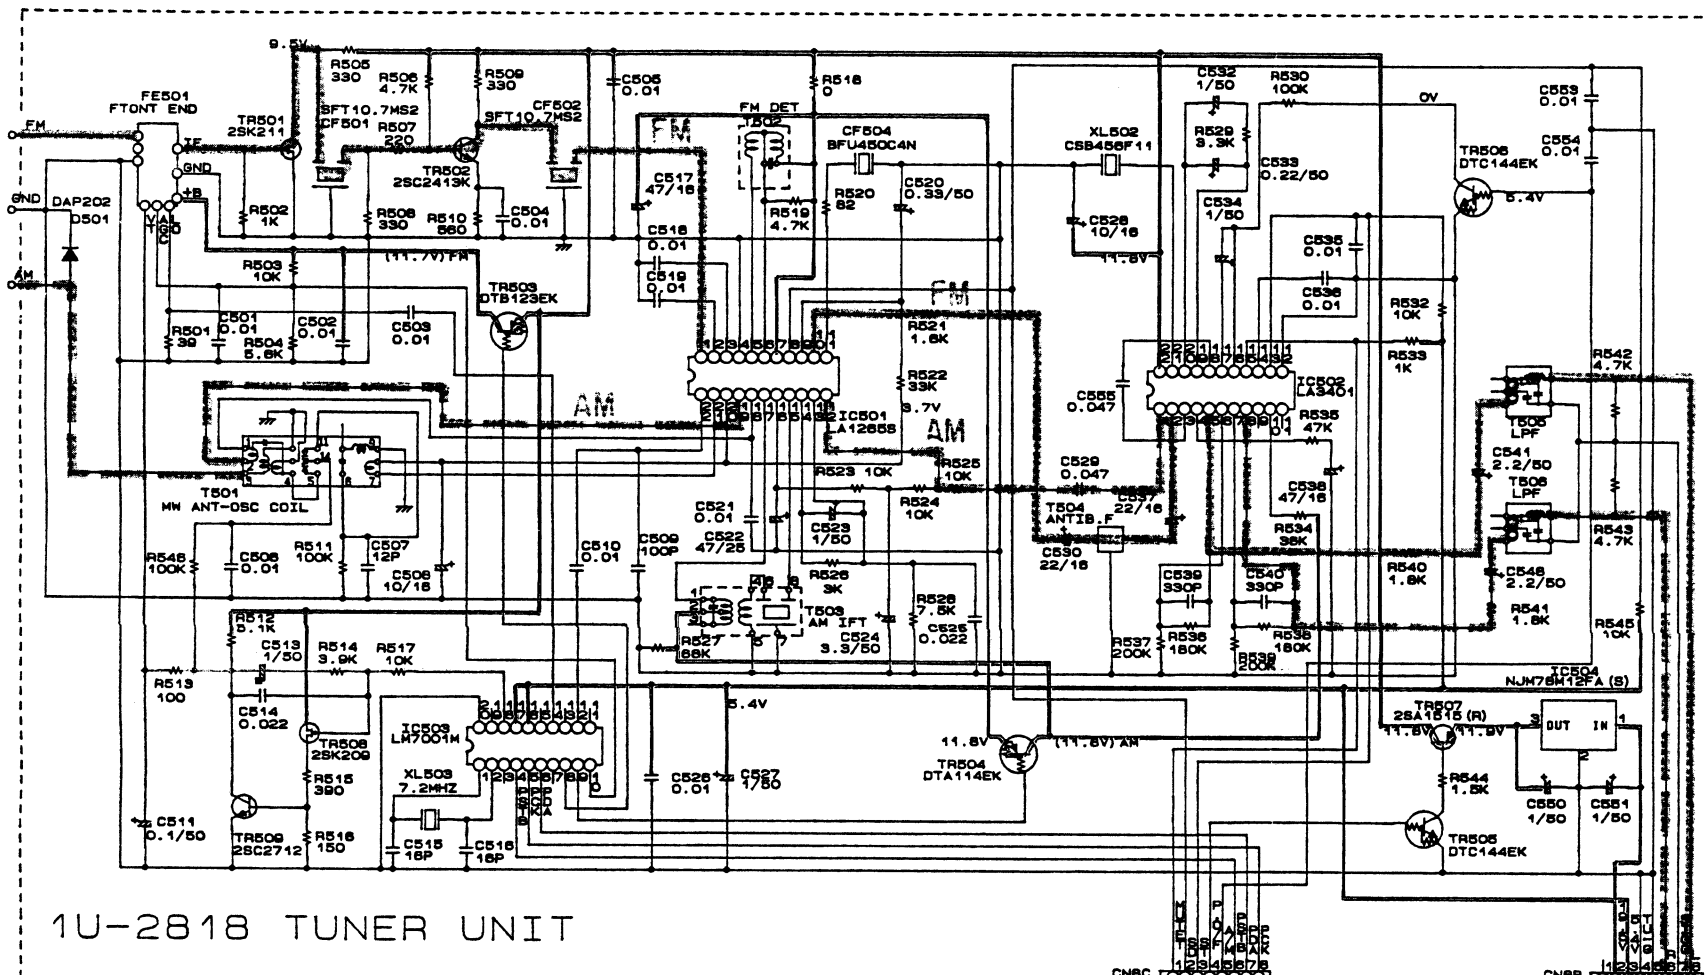 9.5V
FE501
FTONT END
FM
IF
GND
+B
GND
DAP202
D501
AM
TR501
2SK211
R505
330
SFT10.7MS2
CF501
R506
4.7K
R507
220
R509
330
CF502
SFT10.7MS2
TR502
2SC2413K
C505
0.01
FM
C517
47/16
FM DET
T502
R518
0
CF504
BFU450C4N
R520
82
C520
0.33/50
R519
4.7K
XL502
CSB456F11
C532
1/50
R529
3.3K
R530
100K
C533
0.22/50
C534
1/50
0V
C553
0.01
C554
0.01
TR506
DTC144EK
5.4V
R502
1K
R508
330
R510
560
C504
0.01
(11.7V) FM
C518
0.01
C519
0.01
C528
10/16
11.8V
C535
0.01
C536
0.01
R503
10K
TR503
DTB123EK
FM
R521
1.6K
R532
10K
R533
1K
R501
39
C501
0.01
R504
5.6K
C502
0.01
C503
0.01
R522
33K
3.7V
C555
0.047
IC502
LA3401
R542
4.7K
AM
IC501
LA1265S
AM
R535
47K
T505
LPF
T501
MW ANT-OSC COIL
R523 10K
R525
10K
C529
0.047
C537
22/16
C538
47/16
C541
2.2/50
T506
LPF
C521
0.01
C522
47/25
C523
1/50
R524
10K
T504
ANTIB.F
C530
22/16
R534
36K
R543
4.7K
R546
100K
C506
0.01
R511
100K
C507
12P
C508
10/16
C510
0.01
C509
100P
R526
3K
T503
AM IFT
R527
68K
C524
3.3/50
R526
7.5K
C525
0.022
C539
330P
C540
330P
R540
1.8K
C546
2.2/50
R541
1.8K
R545
10K
R537
200K
R536
180K
R539
200K
R538
180K
R512
5.1K
C513
1/50
R514
3.9K
R517
10K
R513
100
C514
0.022
5.4V
IC504
NJM78M12FA (S)
TR507
2SA1515 (R)
11.8V
11.9V
OUT
IN
TR508
2SK209
IC503
LM7001M
XL503
7.2MHZ
C526
0.01
C527
1/50
11.8V
(11.6V) AM
TR504
DTA114EK
R515
390
R544
1.5K
C550
1/50
C551
1/50
C511
0.1/50
TR509
2SC2712
R516
150
C515
16P
C516
16P
TR505
DTC144EK
1U-2818 TUNER UNIT